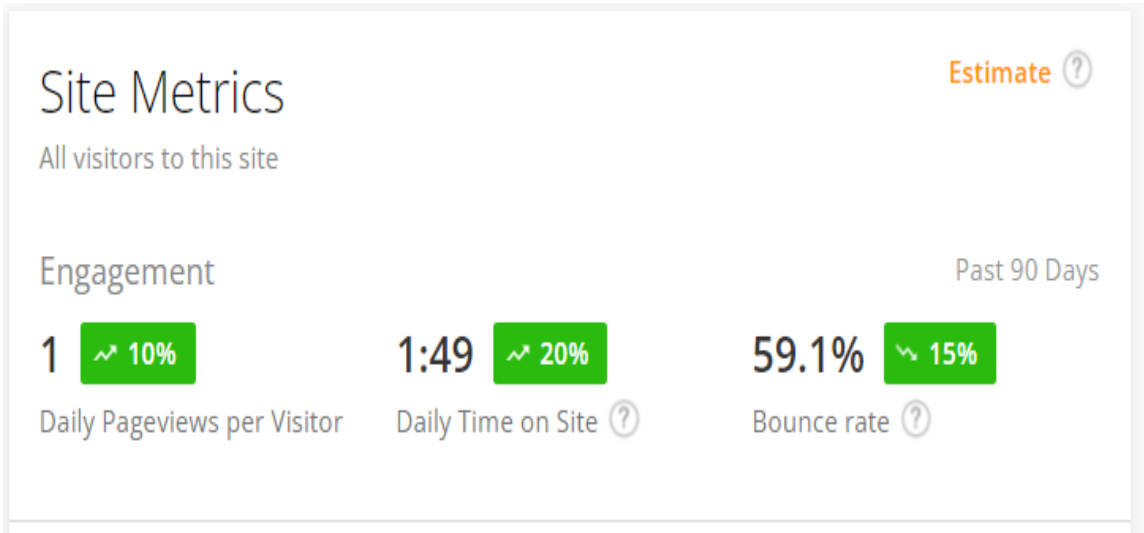 Site Metrics
Estimate ?
All visitors to this site
Engagement
Past 90 Days
1 10% 1:49 20% 59.1% 15%
Daily Pageviews per Visitor Daily Time on Site ? Bounce rate ?